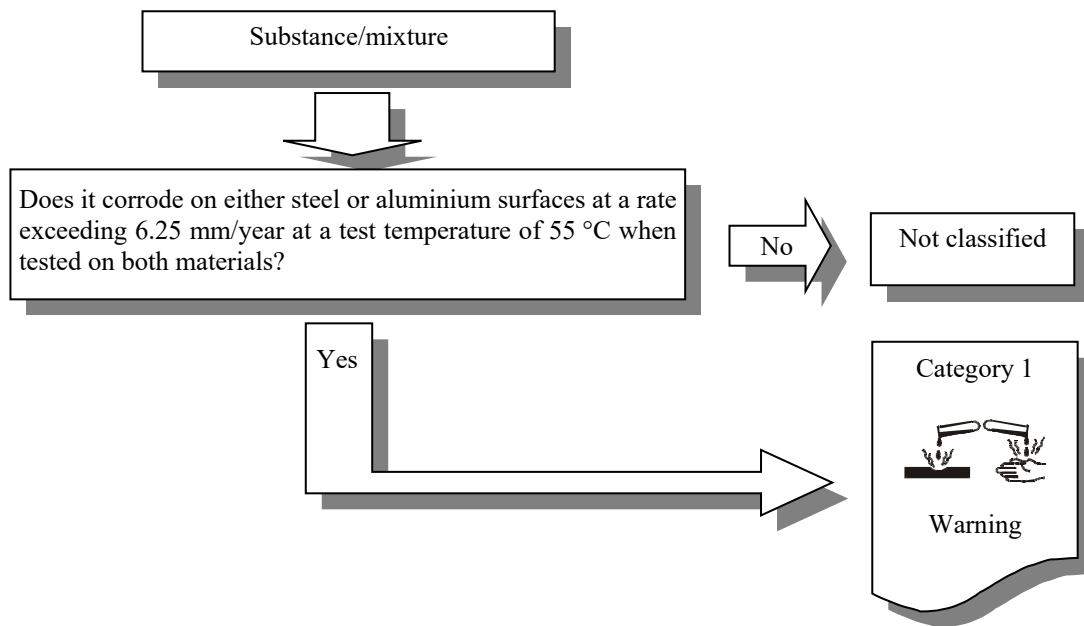 Substance/mixture
Does it corrode on either steel or aluminium surfaces at a rate
exceeding 6.25 mm/year at a test temperature of 55 °C when
tested on both materials?
No
Not classified
Yes
Category 1
Warning